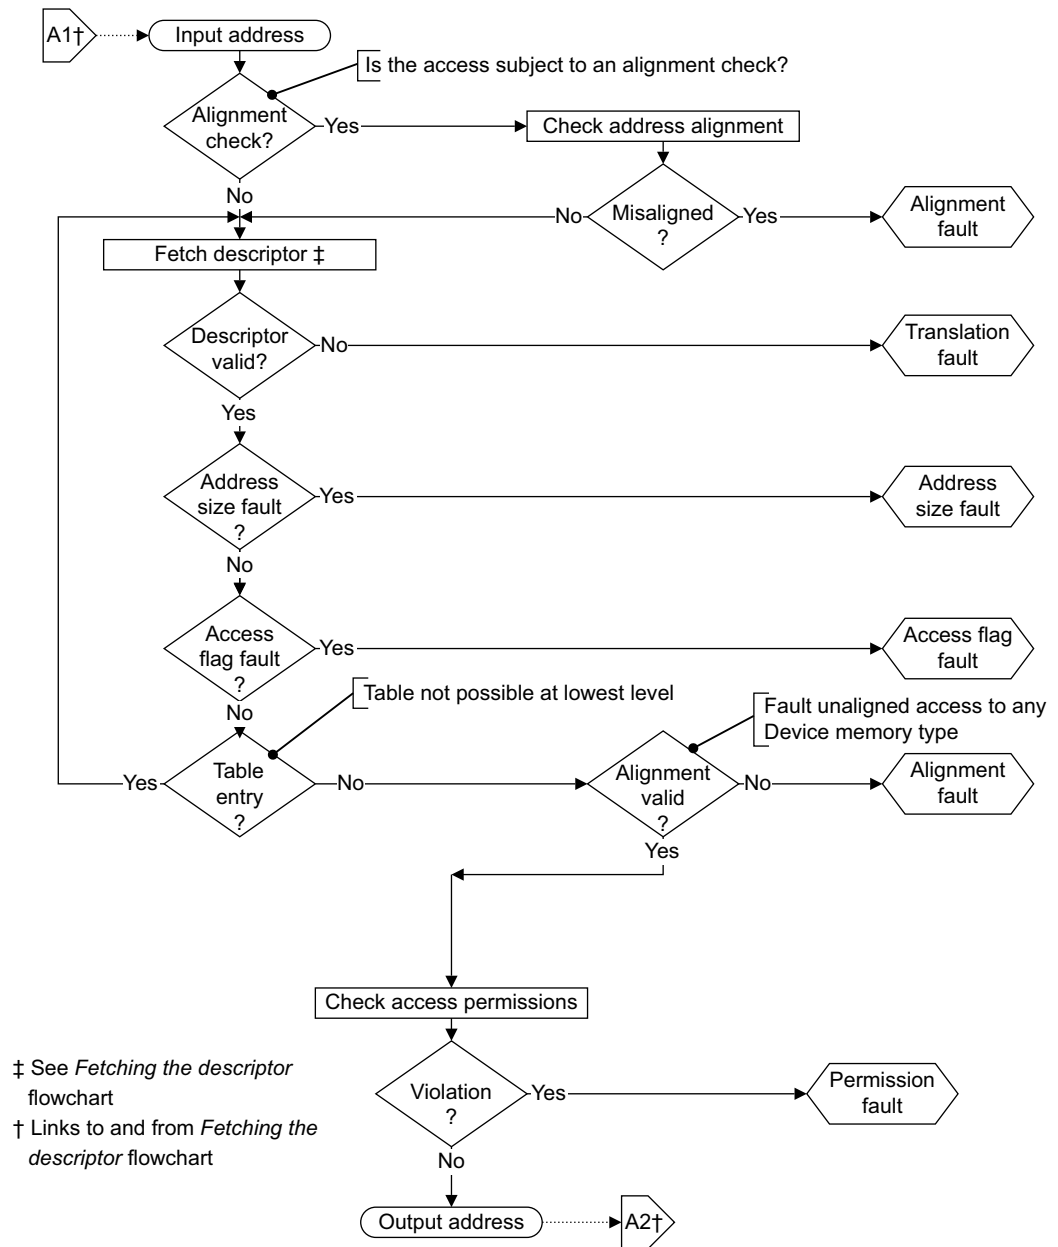 A1†
Input address
Is the access subject to an alignment check?
Alignment
check?
Yes
Check address alignment
No
No
Misaligned
?
Yes
Alignment
fault
Fetch descriptor ‡
Descriptor
valid?
No
Translation
fault
Yes
Address
size fault
?
Yes
Address
size fault
No
Access
flag fault
?
Yes
Access flag
fault
No
Table not possible at lowest level
Fault unaligned access to any
Device memory type
Yes
Table
entry
?
No
Alignment
valid
?
No
Alignment
fault
Yes
Check access permissions
‡ See Fetching the descriptor
flowchart
† Links to and from Fetching the
descriptor flowchart
Violation
?
Yes
Permission
fault
No
Output address
A2†